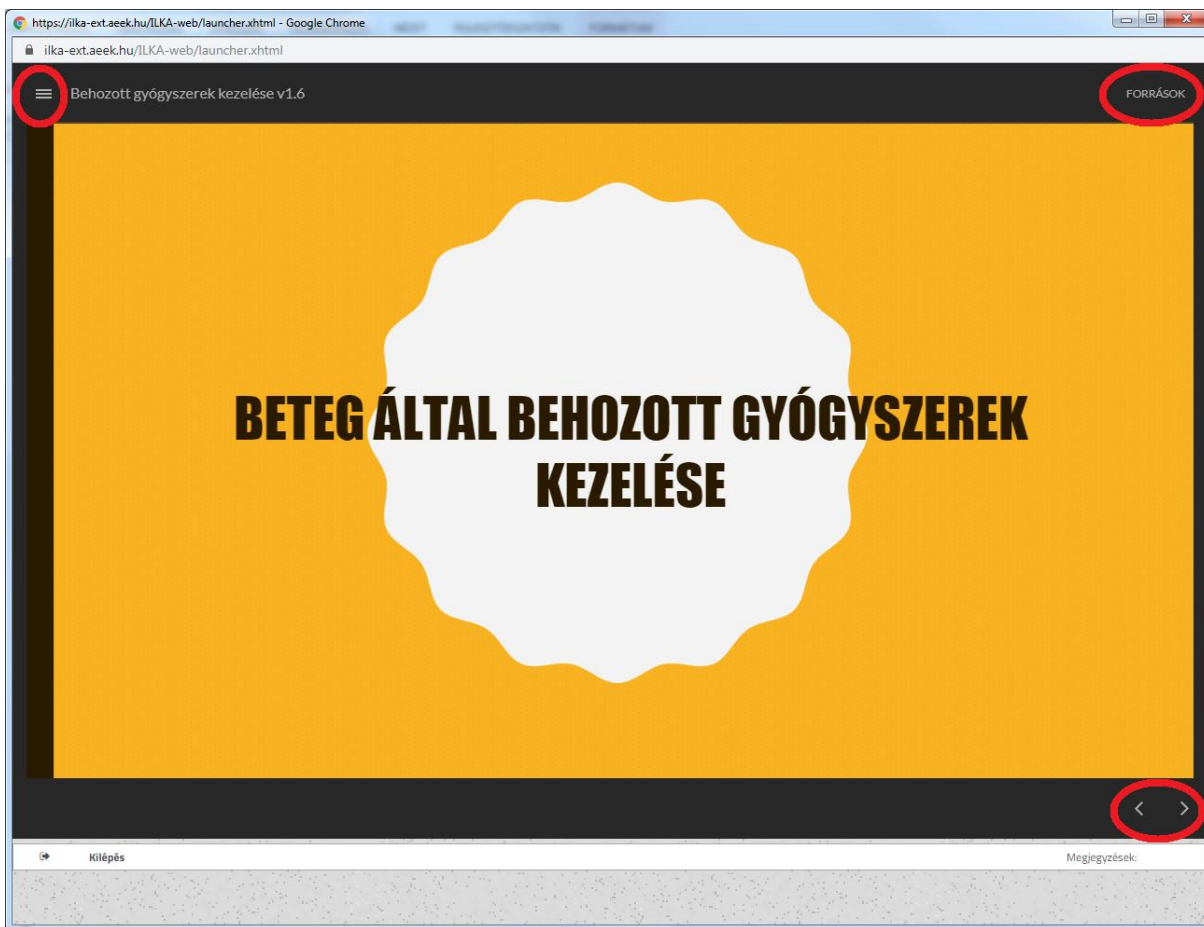 https://ilka-ext.aeek.hu/ILKA-web/launcher.xhtml - Google Chrome
ilka-ext.aeek.hu/ILKA-web/launcher.xhtml
Behozott gyógyszerek kezelése v1.6
FORRÁSOK
BETEG ÁLTAL BEHOZOTT GYÓGYSZEREK
KEZELÉSE
Kilépés
Megjegyzések: